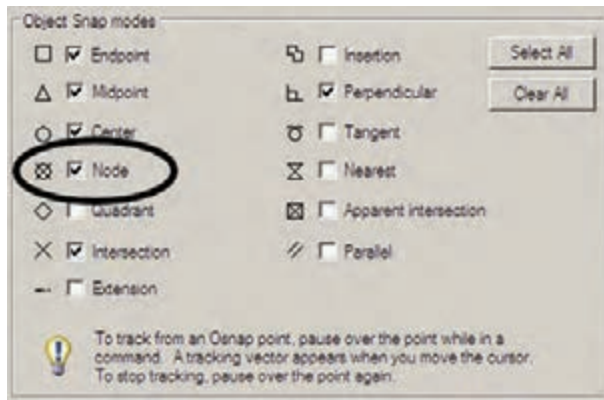 Object Snap modes
Endpoint
Midpoint
Center
Node
Quadrant
Intersection
Extension
Insertion
Perpendicular
Tangent
Nearest
Apparent intersection
Parallel
Select All
Clear All
To track from an Osnap point, pause over the point while in a
command. A tracking vector appears when you move the cursor.
To stop tracking, pause over the point again.